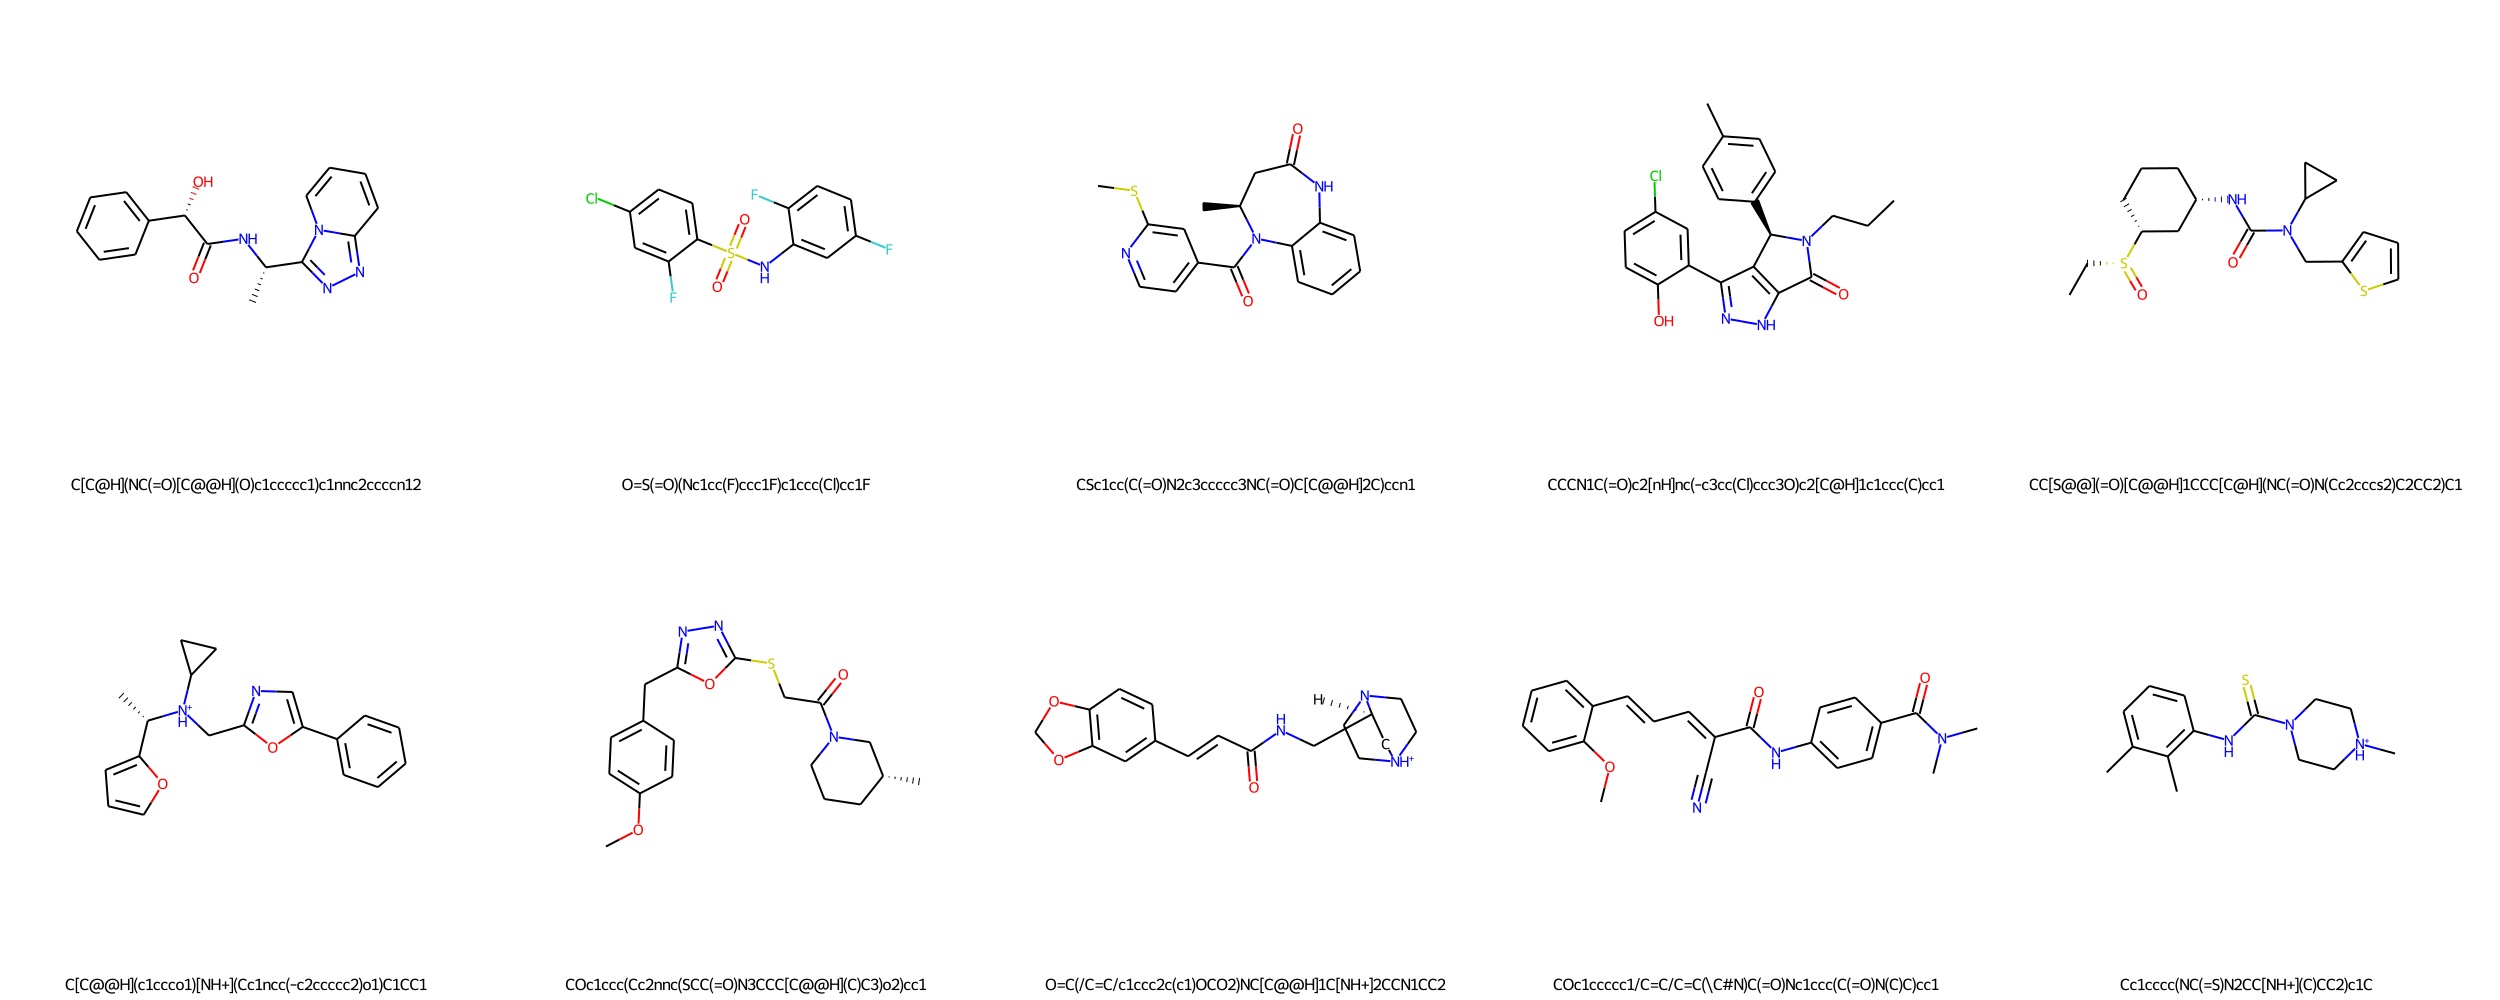 C[C@H](NC(=O)[C@@H](O)c1ccccc1)c1nnc2ccccn12
O=S(=O)(Nc1cc(F)ccc1F)c1ccc(Cl)cc1F
CSc1cc(C(=O)N2c3ccccc3NC(=O)C[C@@H]2C)ccn1
CCCN1C(=O)c2[nH]nc(-c3cc(Cl)ccc3O)c2[C@H]1c1ccc(C)cc1
CC[S@@](=O)[C@@H]1CCC[C@H](NC(=O)N(Cc2cccs2)C2CC2)C1
C[C@@H](c1ccco1)[NH+](Cc1ncc(-c2ccccc2)o1)C1CC1
COc1ccc(Cc2nnc(SCC(=O)N3CCC[C@@H](C)C3)o2)cc1
O=C(/C=C/c1ccc2c(c1)OCO2)NC[C@@H]1C[NH+]2CCN1CC2
COc1ccccc1/C=C/C=C(\C#N)C(=O)Nc1ccc(C(=O)N(C)C)cc1
Cc1cccc(NC(=S)N2CC[NH+](C)CC2)c1C